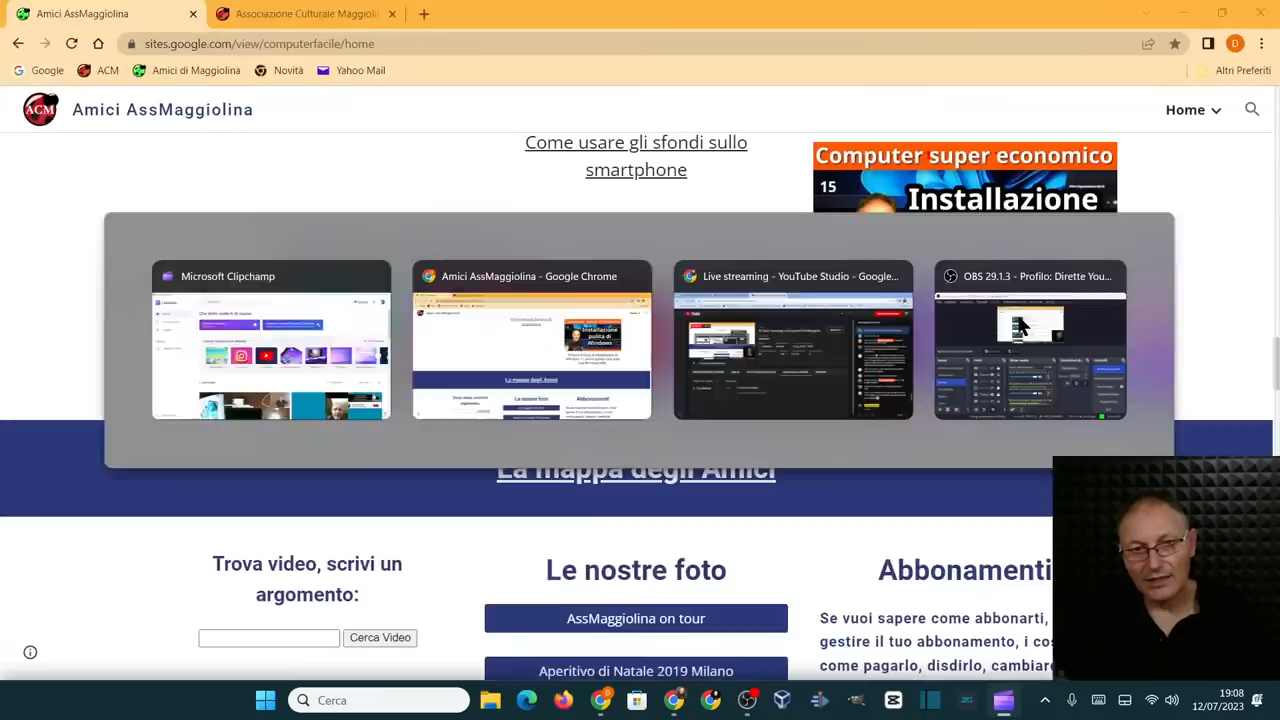 Amici AssMaggiolina
Associazione Culturale Maggioli
sites.google.com/view/computerfacile/home
Google
ACM
Amici di Maggiolina
Novità
Yahoo Mail
Altri Preferiti
ACM
Amici AssMaggiolina
Home
Come usare gli sfondi sullo
smartphone
Computer super economico
15
Installazione
Microsoft Clipchamp
Amici AssMaggiolina - Google Chrome
Live streaming - YouTube Studio - Google...
OBS 29.1.3 - Profilo: Dirette You...
La mappa degli Amici
Trova video, scrivi un
argomento:
Cerca Video
Le nostre foto
AssMaggiolina on tour
Aperitivo di Natale 2019 Milano
Abbonamenti
Se vuoi sapere come abbonarti,
gestire il tuo abbonamento, i cos
come pagarlo, disdirlo, cambiare
Cerca
19:08
12/07/2023